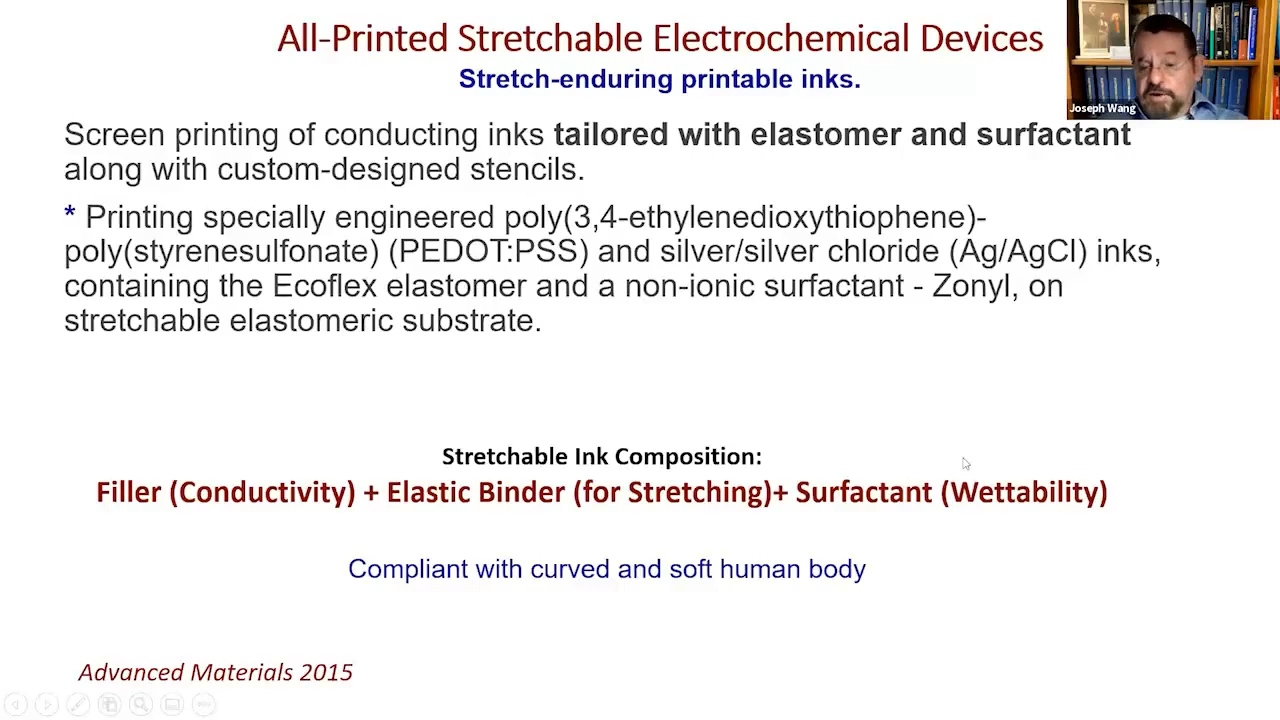 All-Printed Stretchable Electrochemical Devices
Stretch-enduring printable inks.
Joseph Wang
Screen printing of conducting inks tailored with elastomer and surfactant
along with custom-designed stencils.
* Printing specially engineered poly(3,4-ethylenedioxythiophene)-
poly(styrenesulfonate) (PEDOT:PSS) and silver/silver chloride (Ag/AgCl) inks,
containing the Ecoflex elastomer and a non-ionic surfactant - Zonyl, on
stretchable elastomeric substrate.
Stretchable Ink Composition:
Filler (Conductivity) + Elastic Binder (for Stretching)+ Surfactant (Wettability)
Compliant with curved and soft human body
Advanced Materials 2015